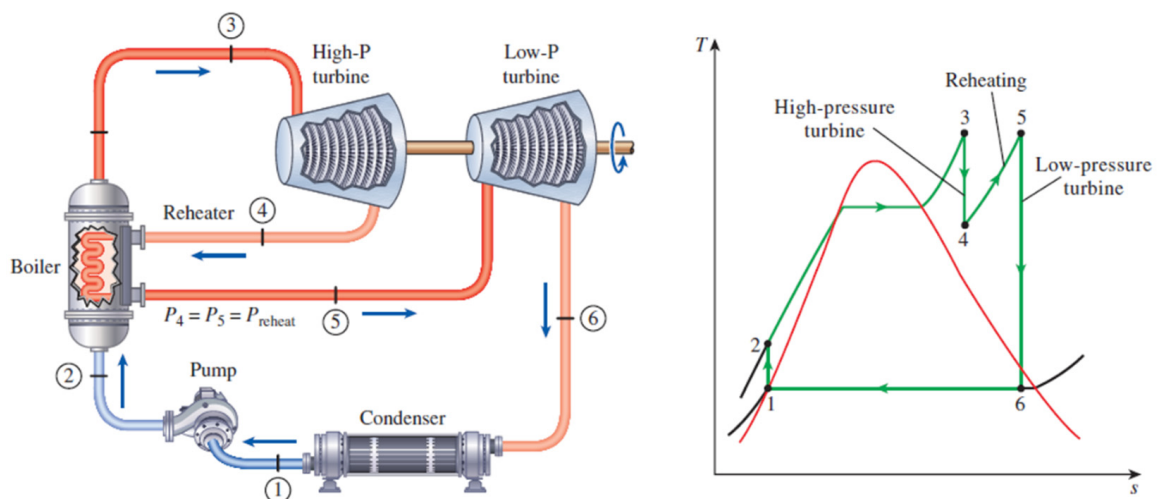 ③
High-P
turbine
Low-P
turbine
Reheater
④
Boiler
P₄ = P₅ = P_reheat
⑤
⑥
②
Pump
Condenser
①
T
Reheating
High-pressure
turbine
3
5
Low-pressure
turbine
4
2
1
6
s